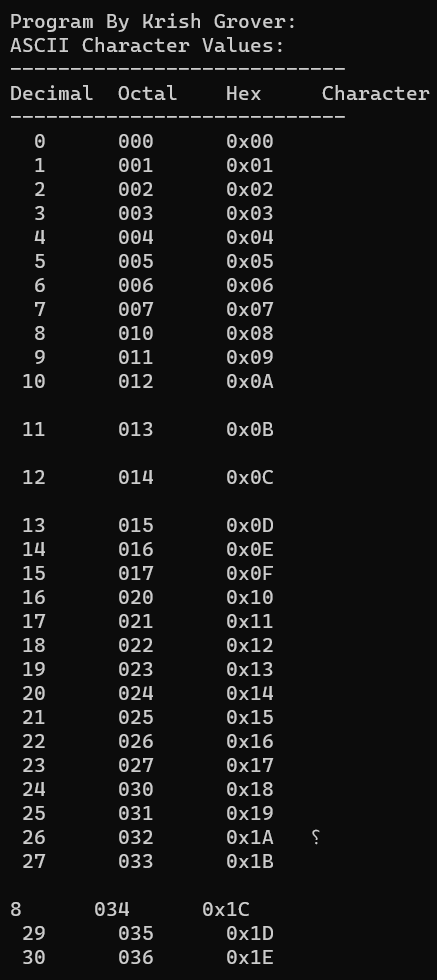 Program By Krish Grover:
ASCII Character Values:
----------------------------
Decimal  Octal    Hex     Character
----------------------------
  0      000      0x00
  1      001      0x01
  2      002      0x02
  3      003      0x03
  4      004      0x04
  5      005      0x05
  6      006      0x06
  7      007      0x07
  8      010      0x08
  9      011      0x09
 10      012      0x0A
 11      013      0x0B
 12      014      0x0C
 13      015      0x0D
 14      016      0x0E
 15      017      0x0F
 16      020      0x10
 17      021      0x11
 18      022      0x12
 19      023      0x13
 20      024      0x14
 21      025      0x15
 22      026      0x16
 23      027      0x17
 24      030      0x18
 25      031      0x19
 26      032      0x1A   ␦
 27      033      0x1B
8      034      0x1C
 29      035      0x1D
 30      036      0x1E